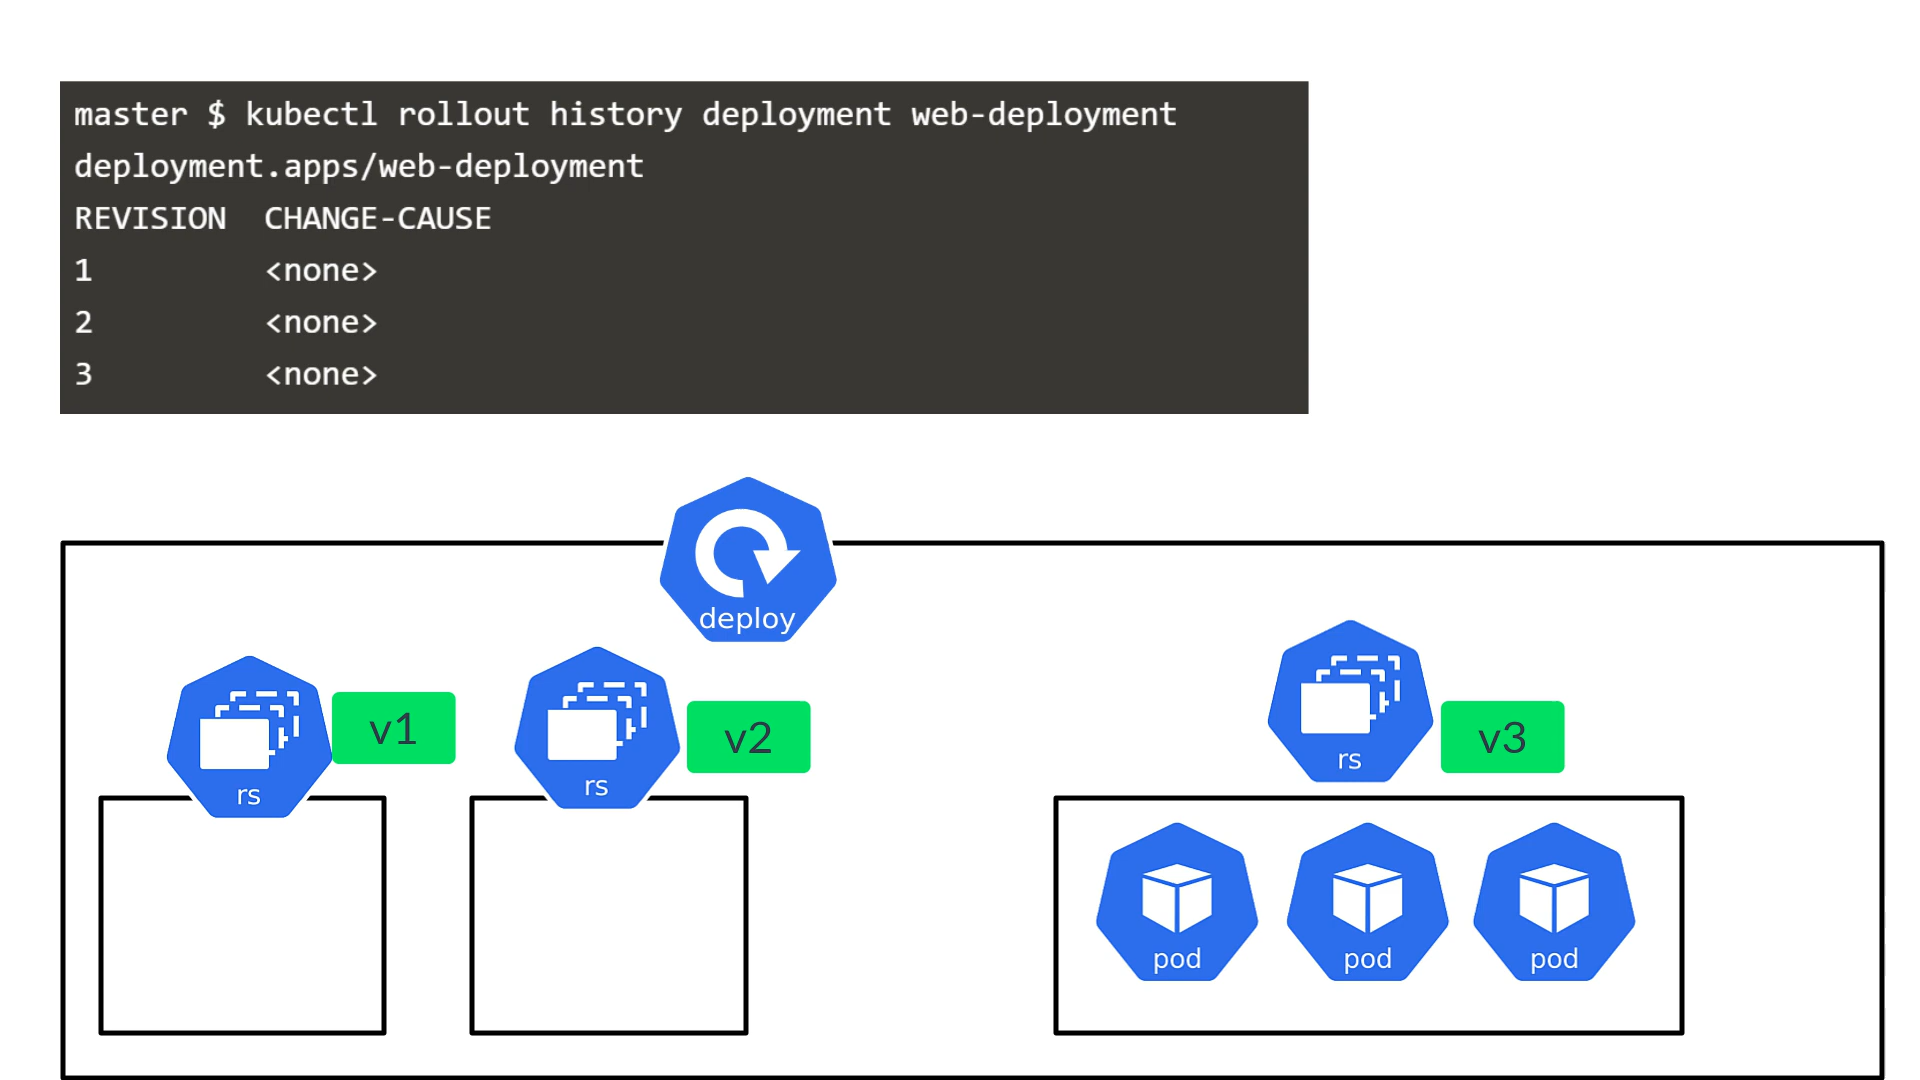 master $ kubectl rollout history deployment web-deployment
deployment.apps/web-deployment
REVISION  CHANGE-CAUSE
1         <none>
2         <none>
3         <none>
deploy
rs
v1
rs
v2
rs
v3
pod
pod
pod